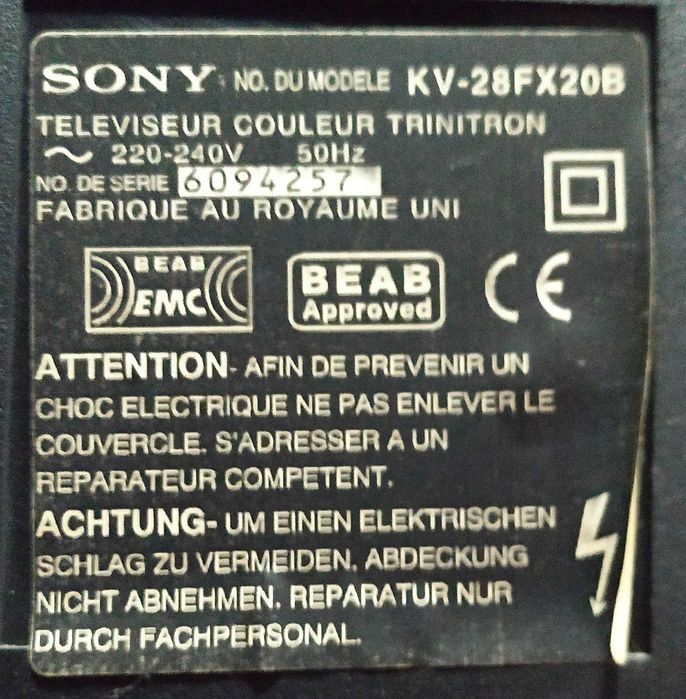 SONY NO. DU MODELE KV-28FX20B
TELEVISEUR COULEUR TRINITRON
~ 220-240V 50Hz
NO. DE SERIE 6094257
FABRIQUE AU ROYAUME UNI
BEAB
EMC
BEAB
Approved
CE
ATTENTION- AFIN DE PREVENIR UN
CHOC ELECTRIQUE NE PAS ENLEVER LE
COUVERCLE. S'ADRESSER A UN
REPARATEUR COMPETENT.
ACHTUNG- UM EINEN ELEKTRISCHEN
SCHLAG ZU VERMEIDEN, ABDECKUNG
NICHT ABNEHMEN. REPARATUR NUR
DURCH FACHPERSONAL.